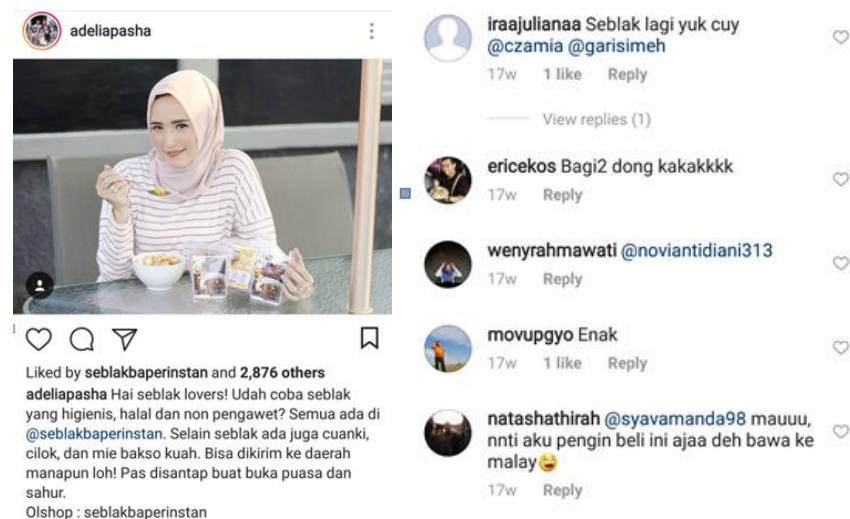 adeliapasha
Liked by seblakbaperinstan and 2,876 others
adeliapasha Hai seblak lovers! Udah coba seblak
yang higienis, halal dan non pengawet? Semua ada di
@seblakbaperinstan. Selain seblak ada juga cuanki,
cilok, dan mie bakso kuah. Bisa dikirim ke daerah
manapun loh! Pas disantap buat buka puasa dan
sahur.
Olshop : seblakbaperinstan
iraajulianaa Seblak lagi yuk cuy
@czamia @garisimeh
17w 1 like Reply
View replies (1)
ericekos Bagi2 dong kakakkkk
17w Reply
wenyrahmawati @noviantidiani313
17w Reply
movupgyo Enak
17w 1 like Reply
natashathirah @syavamanda98 mauuu,
nnti aku pengin beli ini ajaa deh bawa ke
malay😅
17w Reply